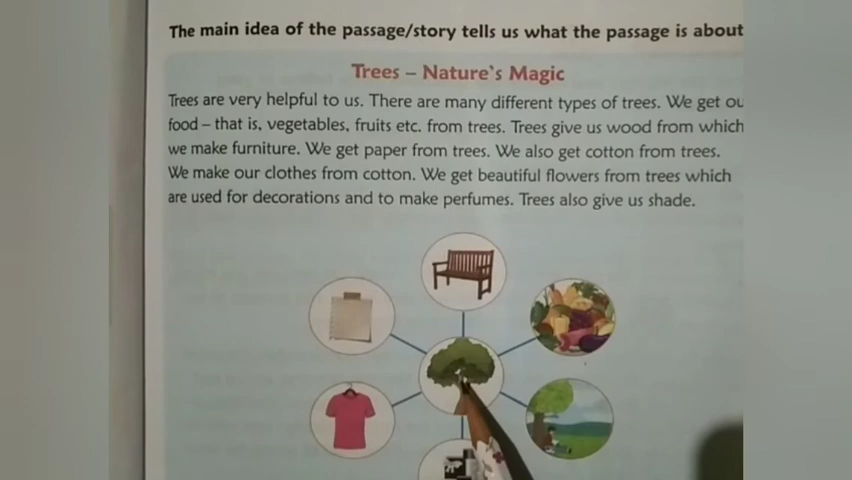 The main idea of the passage/story tells us what the passage is about
Trees – Nature's Magic
Trees are very helpful to us. There are many different types of trees. We get ou
food – that is, vegetables, fruits etc. from trees. Trees give us wood from which
we make furniture. We get paper from trees. We also get cotton from trees.
We make our clothes from cotton. We get beautiful flowers from trees which
are used for decorations and to make perfumes. Trees also give us shade.